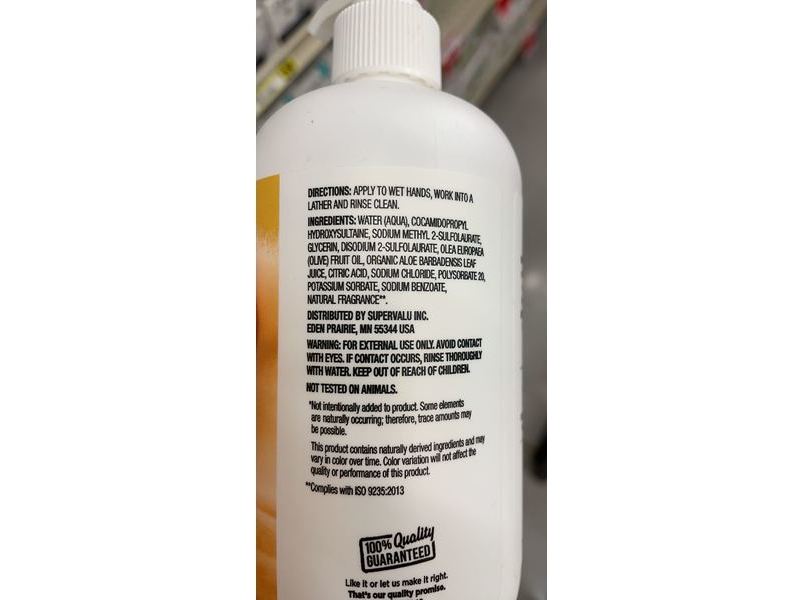 DIRECTIONS: APPLY TO WET HANDS, WORK INTO A
LATHER AND RINSE CLEAN.
INGREDIENTS: WATER (AQUA), COCAMIDOPROPYL
HYDROXYSULTAINE, SODIUM METHYL 2-SULFOLAURATE,
GLYCERIN, DISODIUM 2-SULFOLAURATE, OLEA EUROPAEA
(OLIVE) FRUIT OIL, ORGANIC ALOE BARBADENSIS LEAF
JUICE, CITRIC ACID, SODIUM CHLORIDE, POLYSORBATE 20,
POTASSIUM SORBATE, SODIUM BENZOATE,
NATURAL FRAGRANCE**.
DISTRIBUTED BY SUPERVALU INC.
EDEN PRAIRIE, MN 55344 USA
WARNING: FOR EXTERNAL USE ONLY. AVOID CONTACT
WITH EYES. IF CONTACT OCCURS, RINSE THOROUGHLY
WITH WATER. KEEP OUT OF REACH OF CHILDREN.
NOT TESTED ON ANIMALS.
*Not intentionally added to product. Some elements
are naturally occurring; therefore, trace amounts may
be possible.
This product contains naturally derived ingredients and may
vary in color over time. Color variation will not affect the
quality or performance of this product.
**Complies with ISO 9235:2013
100% Quality
GUARANTEED
Like it or let us make it right.
That's our quality promise.